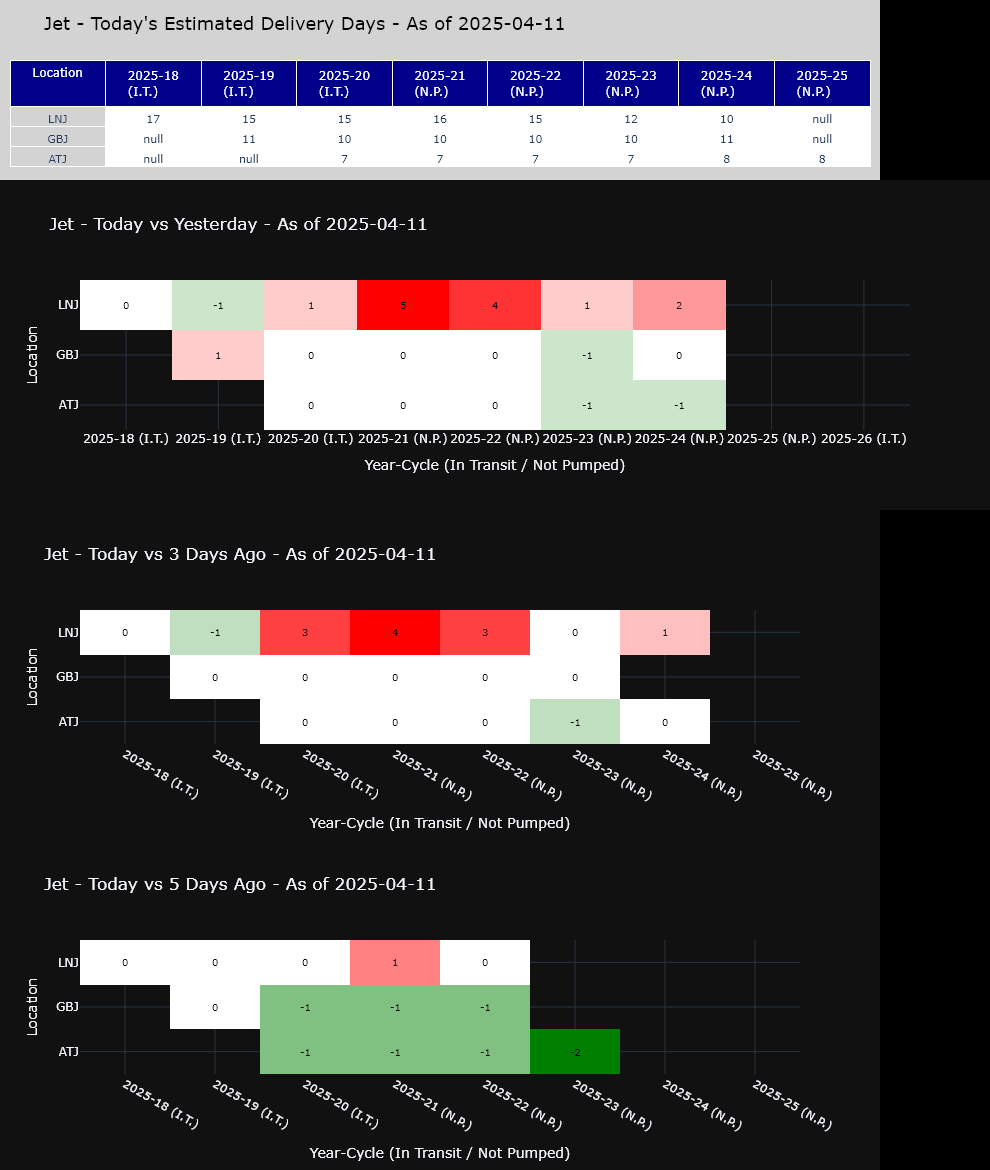 Jet - Today's Estimated Delivery Days - As of 2025-04-11
Location 2025-18 (I.T.) 2025-19 (I.T.) 2025-20 (I.T.) 2025-21 (N.P.) 2025-22 (N.P.) 2025-23 (N.P.) 2025-24 (N.P.) 2025-25 (N.P.)
LNJ 17 15 15 16 15 12 10 null
GBJ null 11 10 10 10 10 11 null
ATJ null null 7 7 7 7 8 8
Jet - Today vs Yesterday - As of 2025-04-11
Location
LNJ 0 -1 1 5 4 1 2
GBJ 1 0 0 0 -1 0
ATJ 0 0 0 -1 -1
2025-18 (I.T.) 2025-19 (I.T.) 2025-20 (I.T.) 2025-21 (N.P.) 2025-22 (N.P.) 2025-23 (N.P.) 2025-24 (N.P.) 2025-25 (N.P.) 2025-26 (I.T.)
Year-Cycle (In Transit / Not Pumped)
Jet - Today vs 3 Days Ago - As of 2025-04-11
Location
LNJ 0 -1 3 4 3 0 1
GBJ 0 0 0 0 0
ATJ 0 0 0 -1 0
2025-18 (I.T.) 2025-19 (I.T.) 2025-20 (I.T.) 2025-21 (N.P.) 2025-22 (N.P.) 2025-23 (N.P.) 2025-24 (N.P.) 2025-25 (N.P.)
Year-Cycle (In Transit / Not Pumped)
Jet - Today vs 5 Days Ago - As of 2025-04-11
Location
LNJ 0 0 0 1 0
GBJ 0 -1 -1 -1
ATJ -1 -1 -1 -2
2025-18 (I.T.) 2025-19 (I.T.) 2025-20 (I.T.) 2025-21 (N.P.) 2025-22 (N.P.) 2025-23 (N.P.) 2025-24 (N.P.) 2025-25 (N.P.)
Year-Cycle (In Transit / Not Pumped)